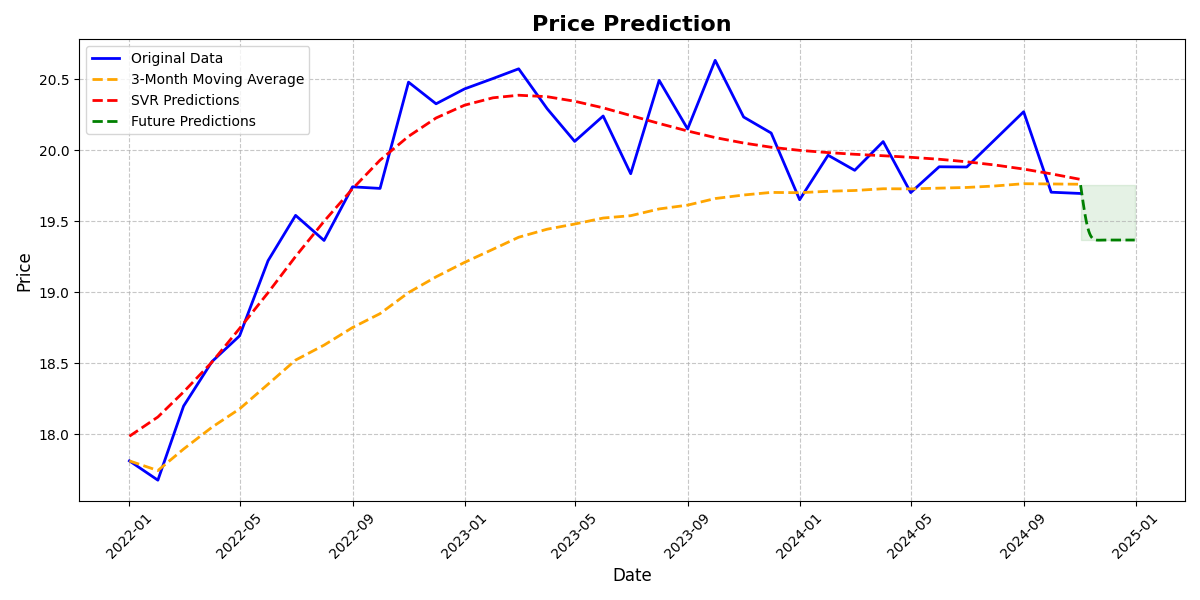 Price Prediction
Original Data
3-Month Moving Average
SVR Predictions
Future Predictions
Price
20.5
20.0
19.5
19.0
18.5
18.0
2022-01
2022-05
2022-09
2023-01
2023-05
2023-09
2024-01
2024-05
2024-09
2025-01
Date